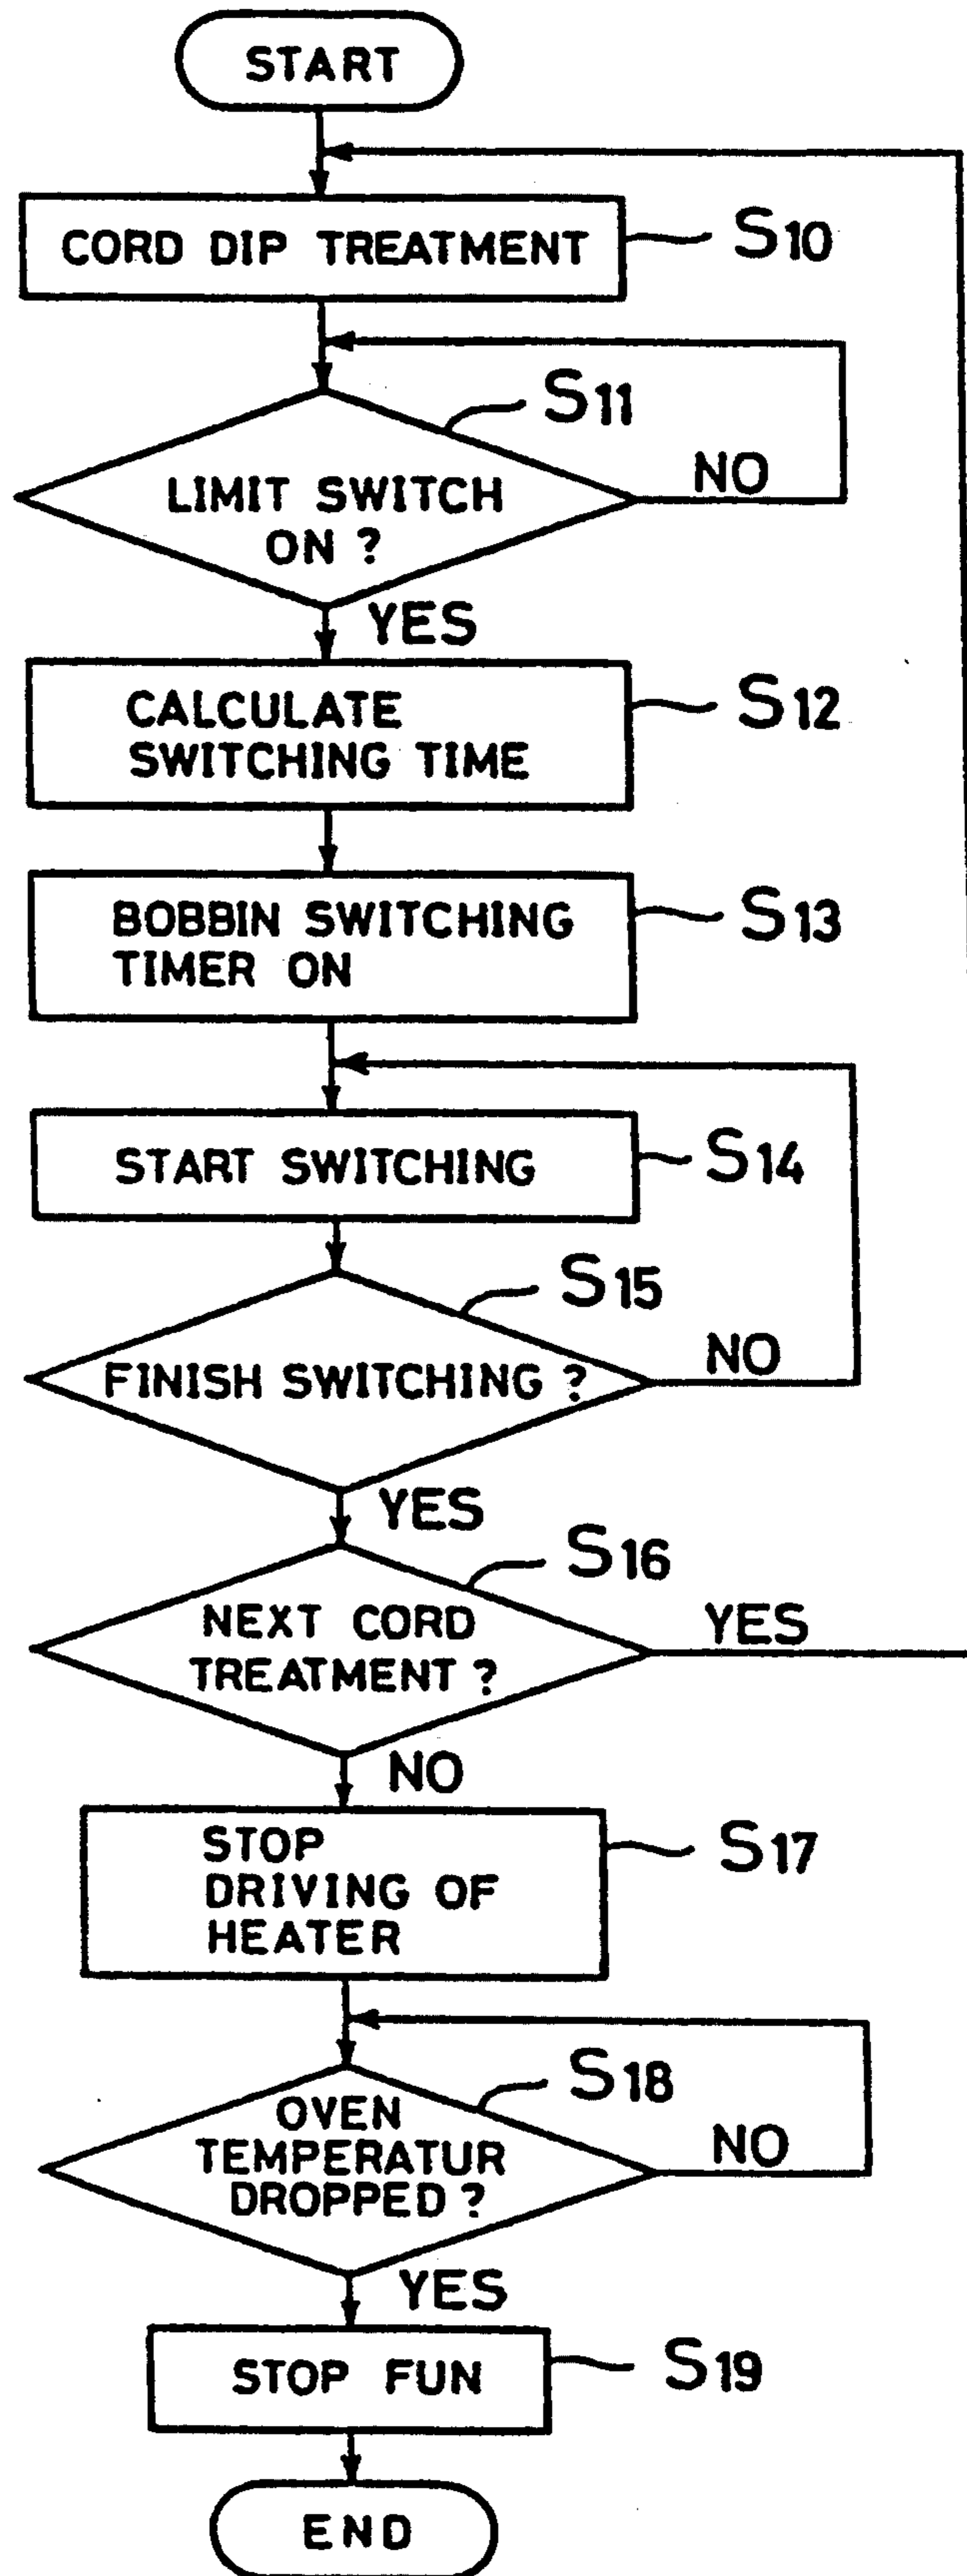 START
CORD DIP TREATMENT
S10
S11
LIMIT SWITCH
ON ?
NO
YES
CALCULATE
SWITCHING TIME
S12
BOBBIN SWITCHING
TIMER ON
S13
START SWITCHING
S14
S15
FINISH SWITCHING ?
NO
YES
S16
NEXT CORD
TREATMENT ?
YES
NO
STOP
DRIVING OF
HEATER
S17
S18
OVEN
TEMPERATUR
DROPPED ?
NO
YES
STOP FUN
S19
END